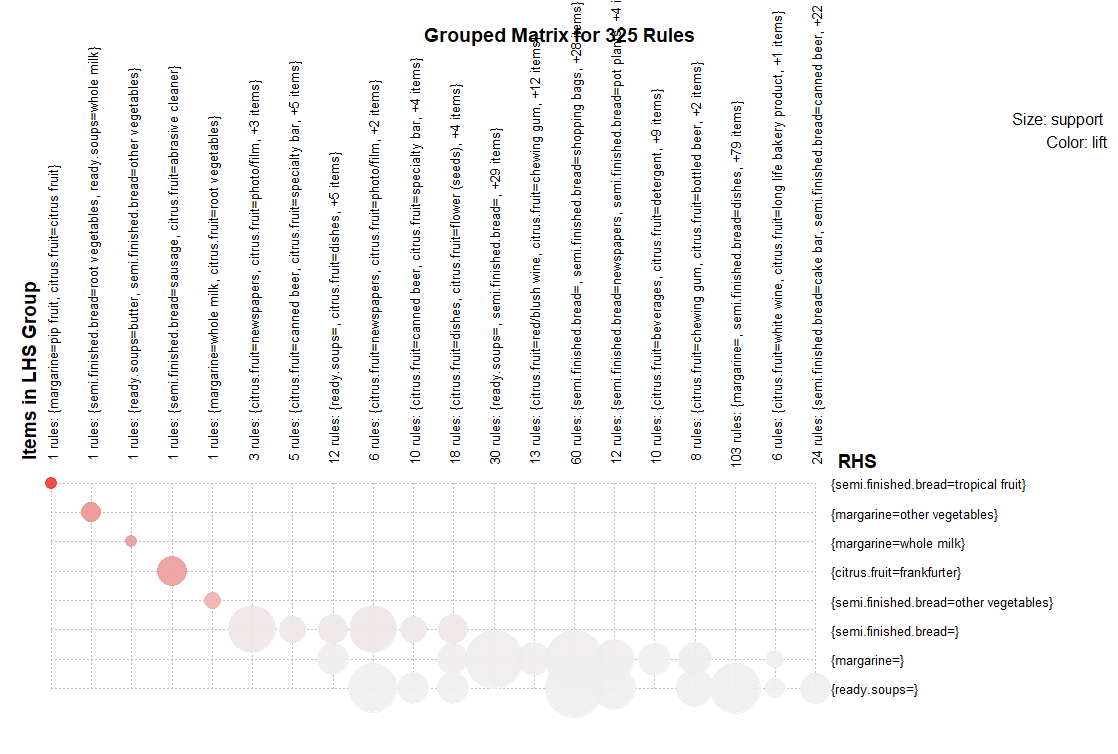 Grouped Matrix for 325 Rules
Size: support
Color: lift
Items in LHS Group
1 rules: {margarine=pip fruit, citrus.fruit=citrus fruit}
1 rules: {semi.finished.bread=root vegetables, ready.soups=whole milk}
1 rules: {ready.soups=butter, semi.finished.bread=other vegetables}
1 rules: {semi.finished.bread=sausage, citrus.fruit=abrasive cleaner}
1 rules: {margarine=whole milk, citrus.fruit=root vegetables}
3 rules: {citrus.fruit=newspapers, citrus.fruit=photo/film, +3 items}
5 rules: {citrus.fruit=canned beer, citrus.fruit=specialty bar, +5 items}
12 rules: {ready.soups=, citrus.fruit=dishes, +5 items}
6 rules: {citrus.fruit=newspapers, citrus.fruit=photo/film, +2 items}
10 rules: {citrus.fruit=canned beer, citrus.fruit=specialty bar, +4 items}
18 rules: {citrus.fruit=dishes, citrus.fruit=flower (seeds), +4 items}
30 rules: {ready.soups=, semi.finished.bread=, +29 items}
13 rules: {citrus.fruit=red/blush wine, citrus.fruit=chewing gum, +12 items}
60 rules: {semi.finished.bread=, semi.finished.bread=shopping bags, +28 items}
12 rules: {semi.finished.bread=newspapers, semi.finished.bread=pot plants, +4 i
10 rules: {citrus.fruit=beverages, citrus.fruit=detergent, +9 items}
8 rules: {citrus.fruit=chewing gum, citrus.fruit=bottled beer, +2 items}
103 rules: {margarine=, semi.finished.bread=dishes, +79 items}
6 rules: {citrus.fruit=white wine, citrus.fruit=long life bakery product, +1 items}
24 rules: {semi.finished.bread=cake bar, semi.finished.bread=canned beer, +22
RHS
{semi.finished.bread=tropical fruit}
{margarine=other vegetables}
{margarine=whole milk}
{citrus.fruit=frankfurter}
{semi.finished.bread=other vegetables}
{semi.finished.bread=}
{margarine=}
{ready.soups=}